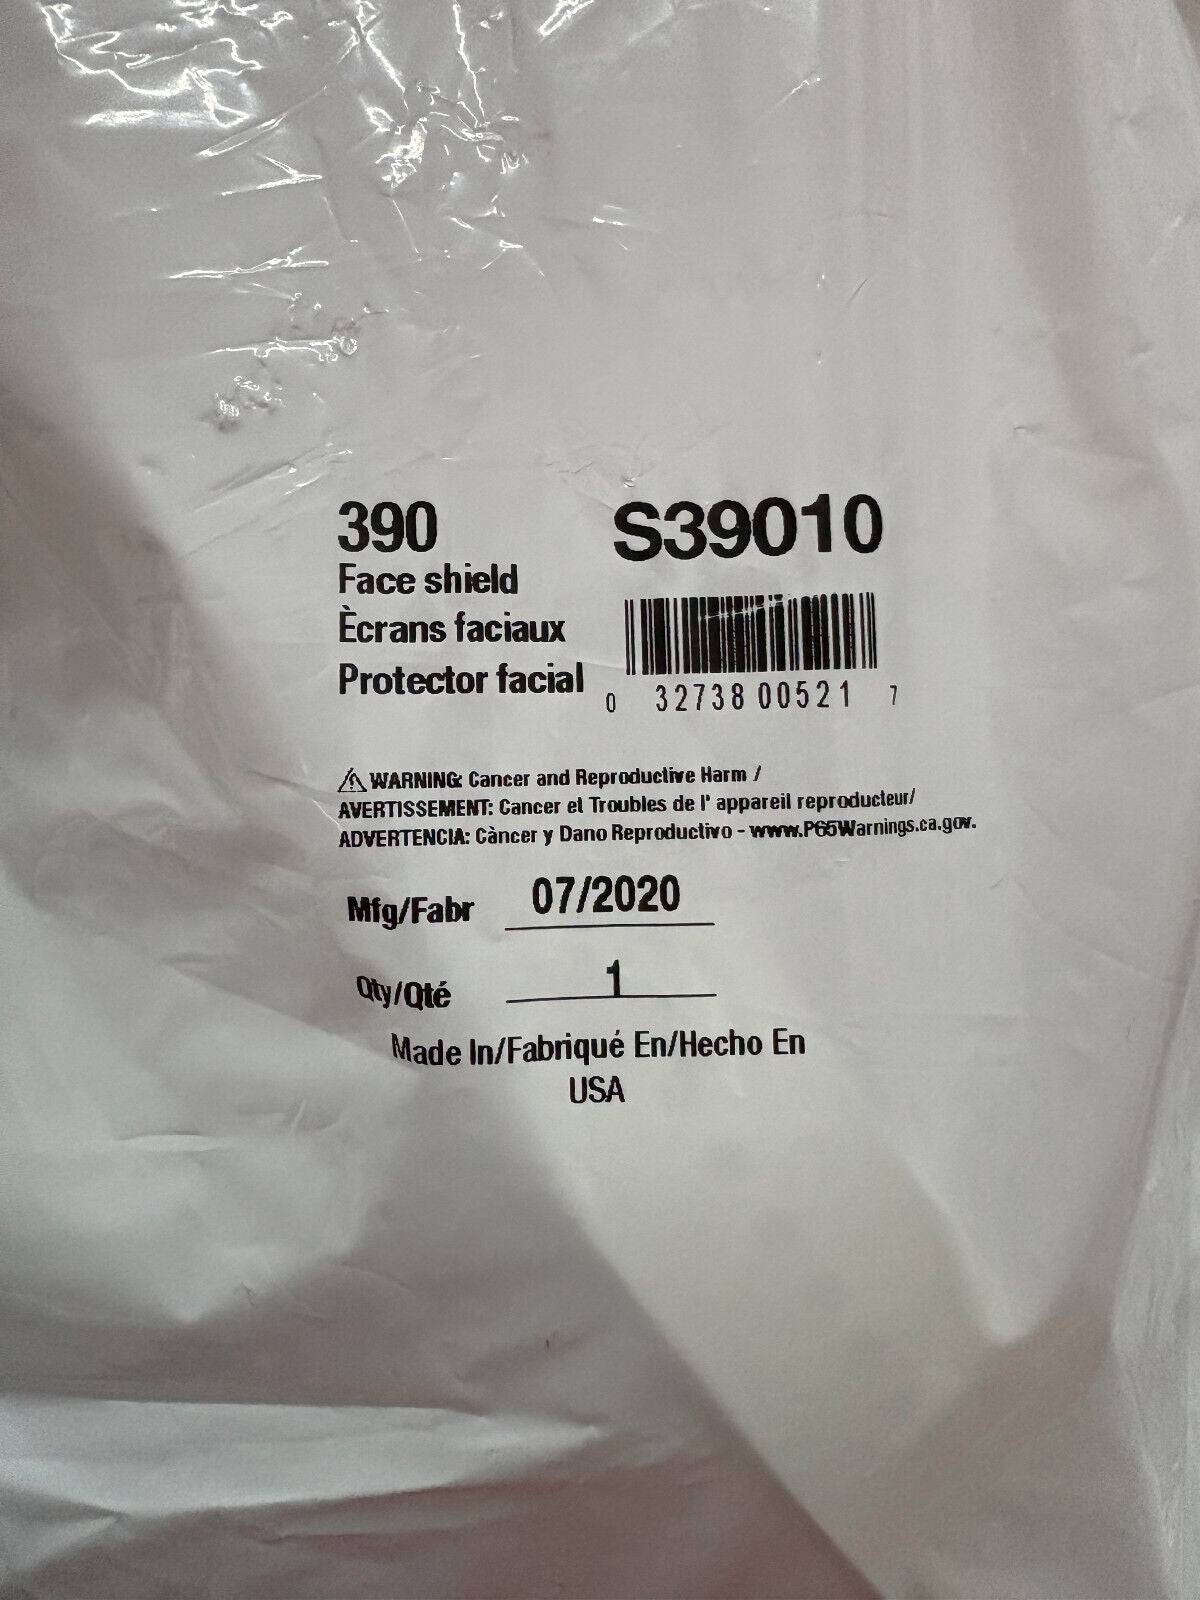 390
Face shield
Ècrans faciaux
Protector facial
S39010
0 32738 00521 7
⚠ WARNING: Cancer and Reproductive Harm /
AVERTISSEMENT: Cancer et Troubles de l' appareil reproducteur/
ADVERTENCIA: Càncer y Dano Reproductivo - www.P65Warnings.ca.gov.
Mfg/Fabr 07/2020
Qty/Qté 1
Made In/Fabriqué En/Hecho En
USA